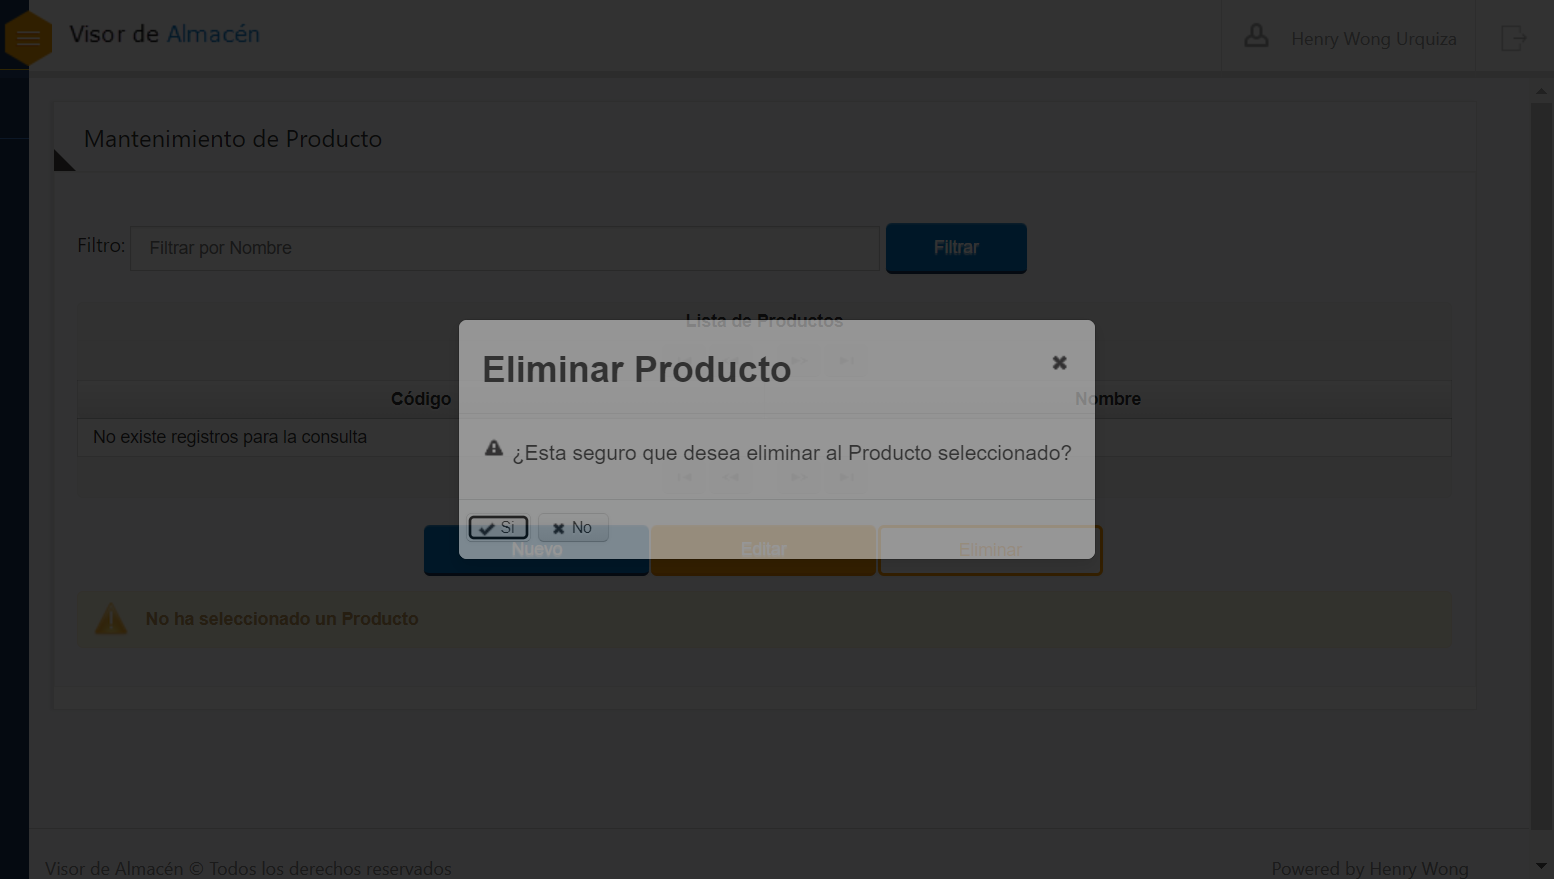 Visor de Almacén
Henry Wong Urquiza
Mantenimiento de Producto
Filtro:
Filtrar por Nombre
Filtrar
Lista de Productos
Eliminar Producto
Código
Nombre
No existe registros para la consulta
¿Esta seguro que desea eliminar al Producto seleccionado?
Si
No
Nuevo
Editar
Eliminar
No ha seleccionado un Producto
Visor de Almacén © Todos los derechos reservados
Powered by Henry Wong